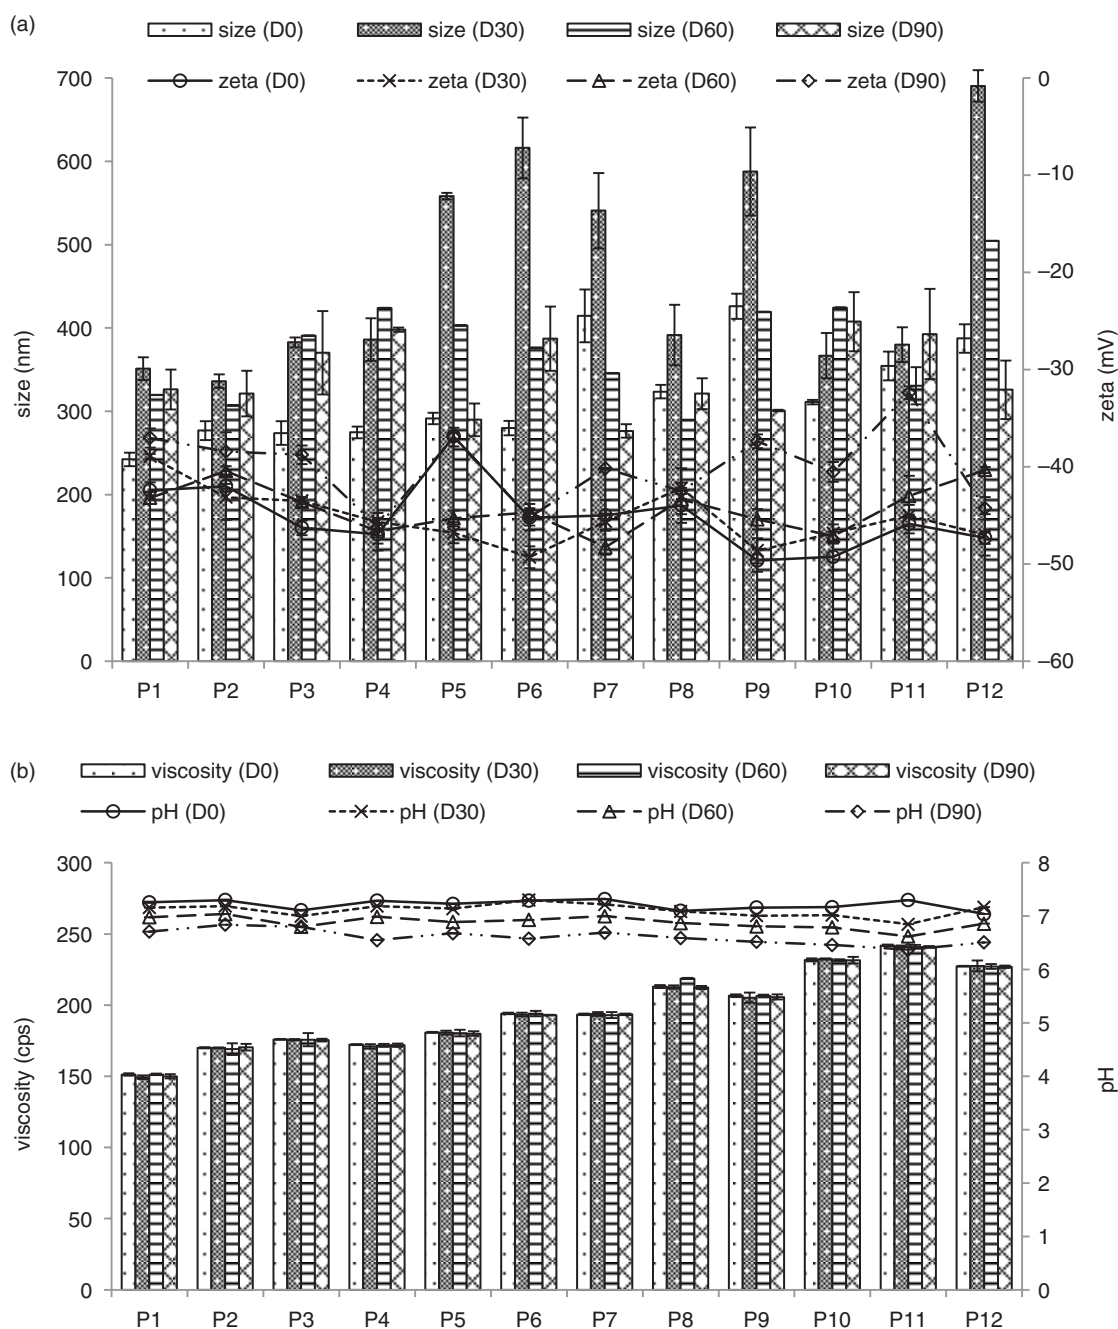 (a)
size (D0) size (D30) size (D60) size (D90)
zeta (D0) zeta (D30) zeta (D60) zeta (D90)
700
600
500
400
300
200
100
0
size (nm)
0
–10
–20
–30
–40
–50
–60
zeta (mV)
P1 P2 P3 P4 P5 P6 P7 P8 P9 P10 P11 P12
(b)
viscosity (D0) viscosity (D30) viscosity (D60) viscosity (D90)
pH (D0) pH (D30) pH (D60) pH (D90)
300
250
200
150
100
50
0
viscosity (cps)
8
7
6
5
4
3
2
1
0
pH
P1 P2 P3 P4 P5 P6 P7 P8 P9 P10 P11 P12